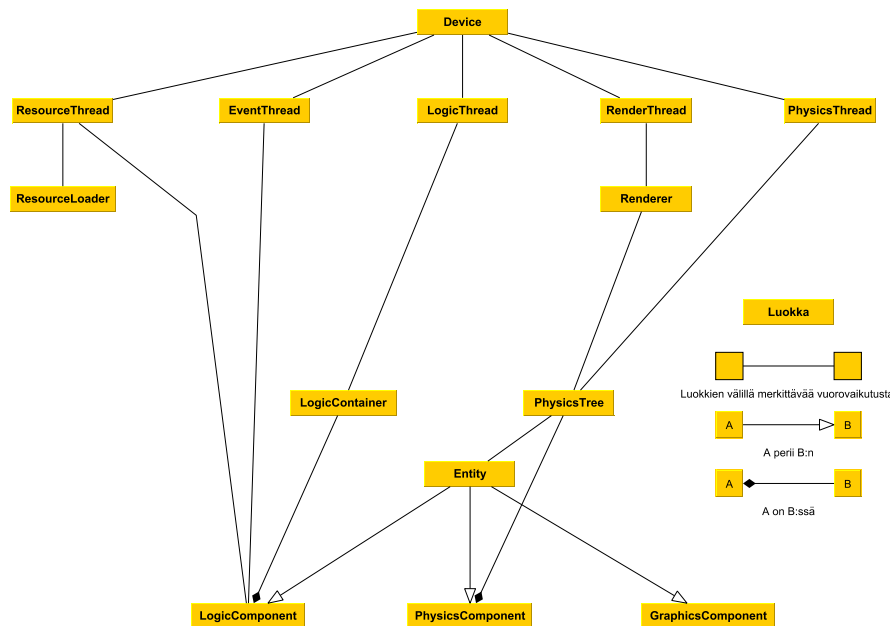 Device
ResourceThread
EventThread
LogicThread
RenderThread
PhysicsThread
ResourceLoader
Renderer
Luokka
Luokkien välillä merkittävää vuorovaikutusta
LogicContainer
PhysicsTree
A
B
A perii B:n
Entity
A
B
A on B:ssä
LogicComponent
PhysicsComponent
GraphicsComponent